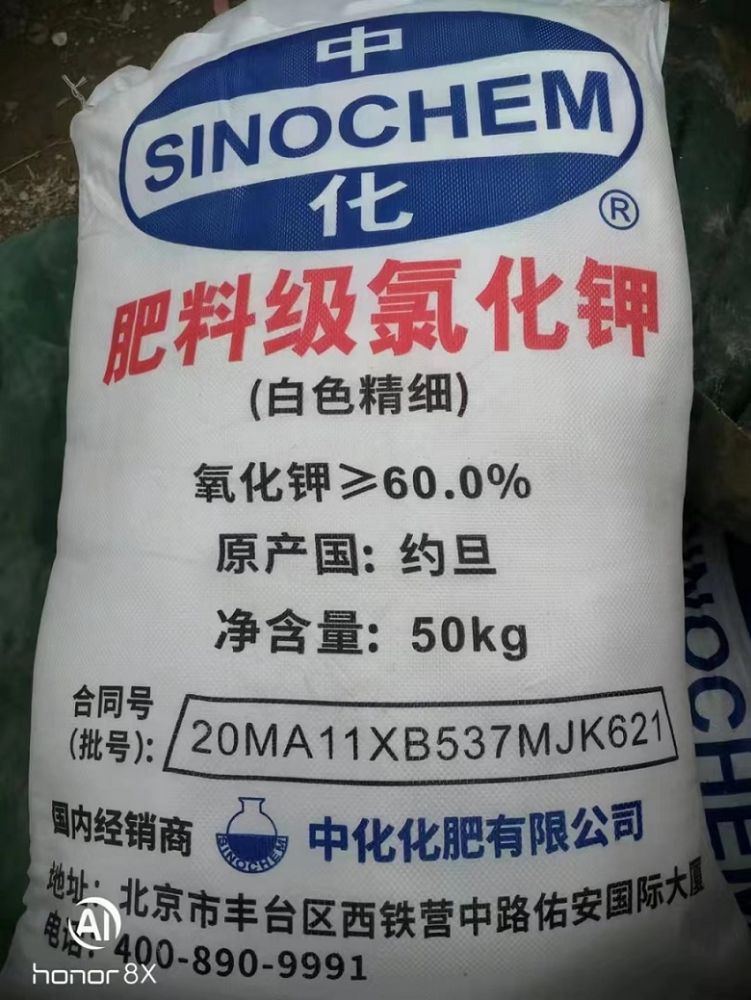 中
SINOCHEM
化
®
肥料级氯化钾
(白色精细)
氧化钾≥60.0%
原产国: 约旦
净含量: 50kg
合同号
(批号):
20MA11XB537MJK621
国内经销商
SINOCHEM
中化化肥有限公司
地址: 北京市丰台区西铁营中路佑安国际大厦
电话: 400-890-9991
AI
honor 8X
SINOCHEM